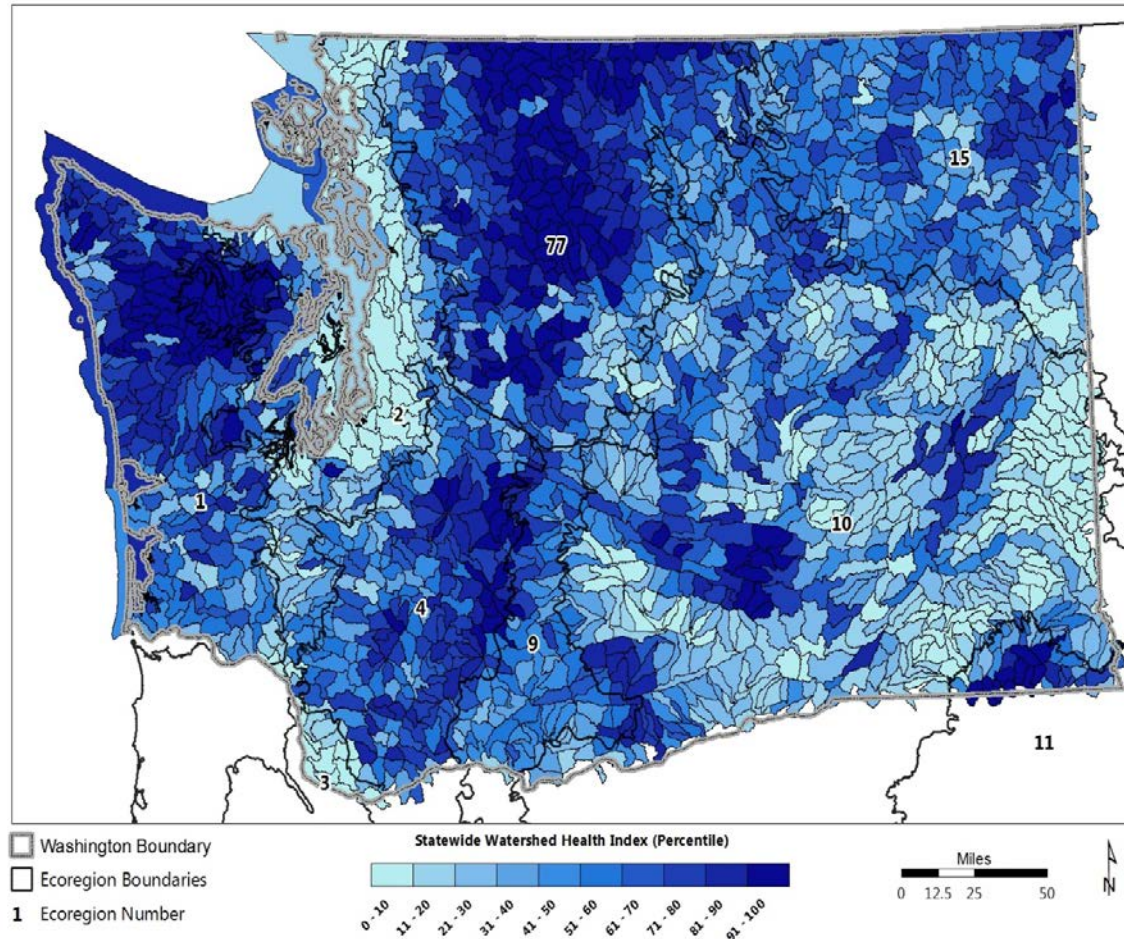 77
15
2
1
10
4
9
11
3
Washington Boundary
Ecoregion Boundaries
1 Ecoregion Number
Statewide Watershed Health Index (Percentile)
0 - 10
11 - 20
21 - 30
31 - 40
41 - 50
51 - 60
61 - 70
71 - 80
81 - 90
91 - 100
Miles
0 12.5 25 50
N